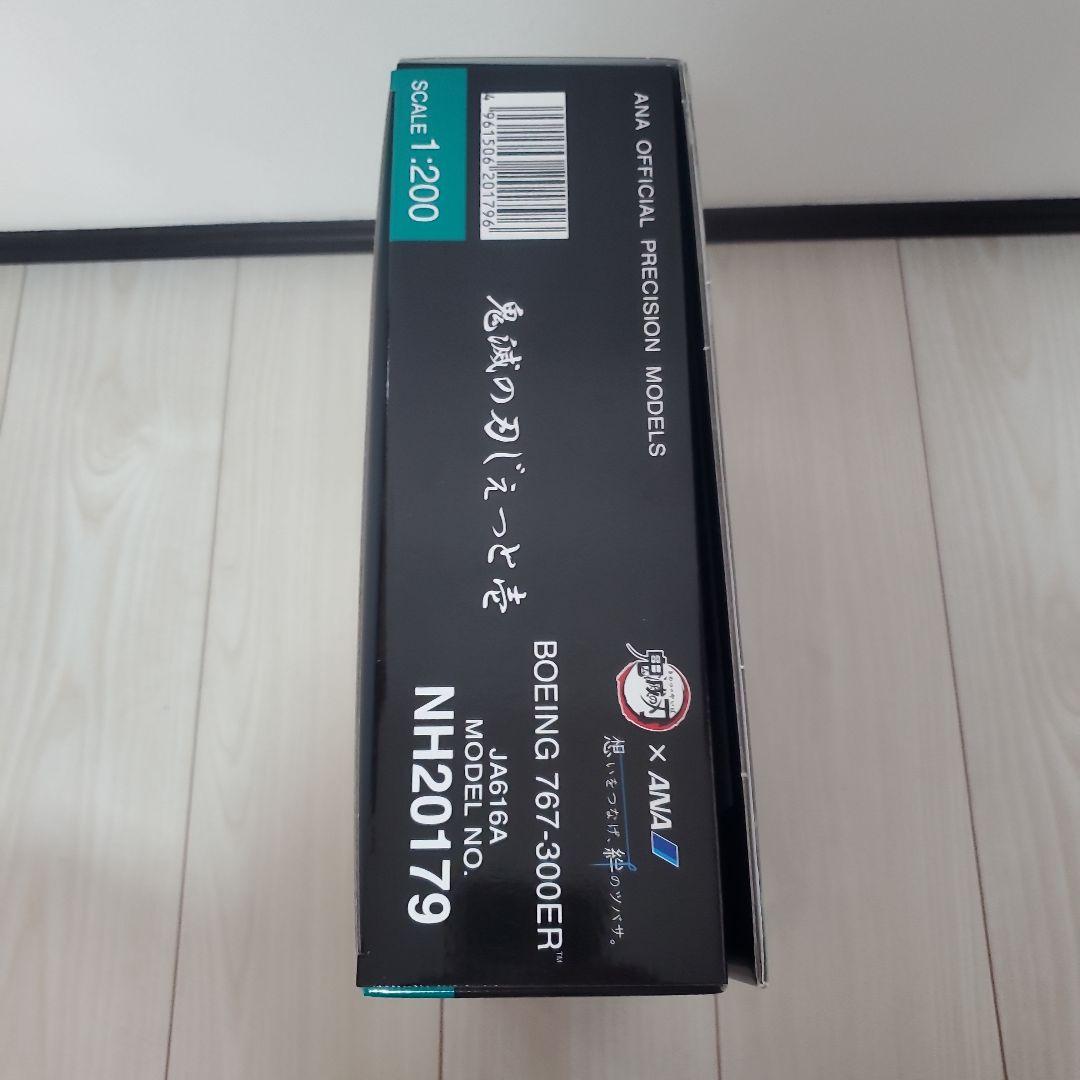 ANA OFFICIAL PRECISION MODELS
鬼滅の刃 × ANA
想いをつなげ、絆のツバサ。
4 961506 201796
SCALE 1:200
鬼滅の刃じぇっと壱
BOEING 767-300ER™
JA616A
MODEL NO.
NH20179